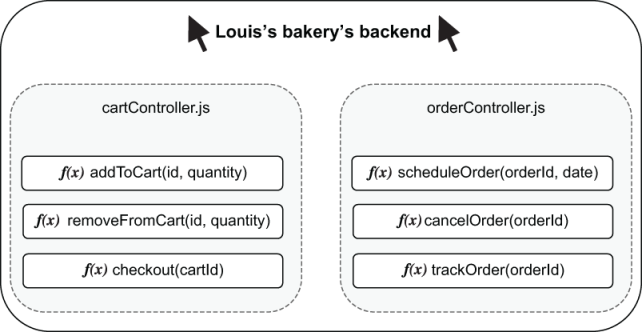 Louis's bakery's backend
cartController.js
f(x) addToCart(id, quantity)
f(x) removeFromCart(id, quantity)
f(x) checkout(cartId)
orderController.js
f(x) scheduleOrder(orderId, date)
f(x) cancelOrder(orderId)
f(x) trackOrder(orderId)